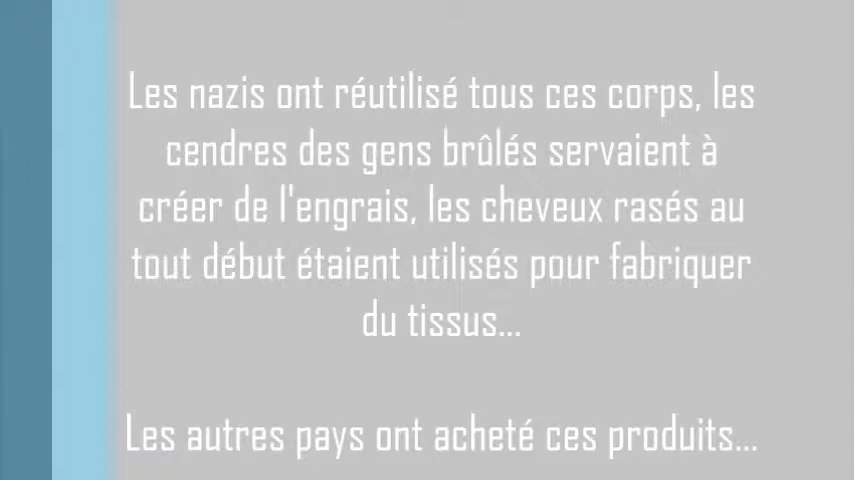 Les nazis ont réutilisé tous ces corps, les
cendres des gens brûlés servaient à
créer de l'engrais, les cheveux rasés au
tout début étaient utilisés pour fabriquer
du tissus...
Les autres pays ont acheté ces produits...